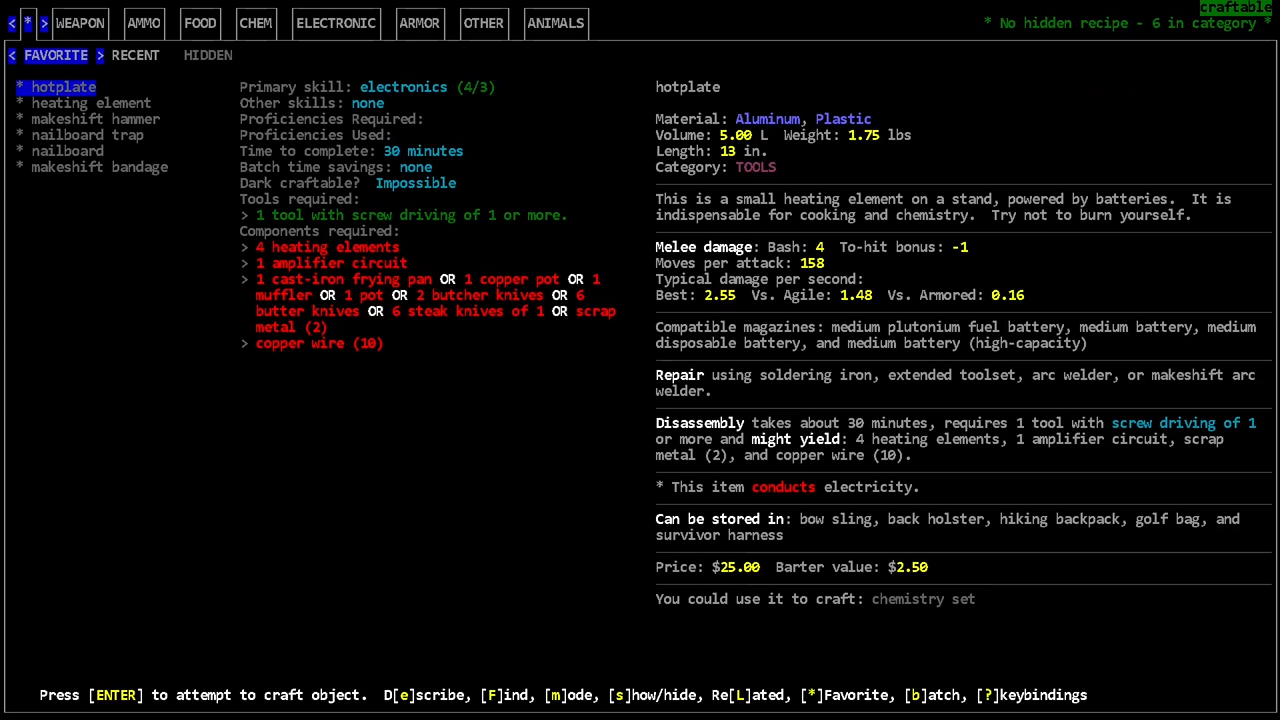 craftable
< * > WEAPON AMMO FOOD CHEM ELECTRONIC ARMOR OTHER ANIMALS * No hidden recipe - 6 in category *
< FAVORITE > RECENT HIDDEN
* hotplate
* heating element
* makeshift hammer
* nailboard trap
* nailboard
* makeshift bandage
Primary skill: electronics (4/3)
Other skills: none
Proficiencies Required:
Proficiencies Used:
Time to complete: 30 minutes
Batch time savings: none
Dark craftable? Impossible
Tools required:
> 1 tool with screw driving of 1 or more.
Components required:
> 4 heating elements
> 1 amplifier circuit
> 1 cast-iron frying pan OR 1 copper pot OR 1
muffler OR 1 pot OR 2 butcher knives OR 6
butter knives OR 6 steak knives of 1 OR scrap
metal (2)
> copper wire (10)
hotplate
Material: Aluminum, Plastic
Volume: 5.00 L Weight: 1.75 lbs
Length: 13 in.
Category: TOOLS
This is a small heating element on a stand, powered by batteries. It is
indispensable for cooking and chemistry. Try not to burn yourself.
Melee damage: Bash: 4 To-hit bonus: -1
Moves per attack: 158
Typical damage per second:
Best: 2.55 Vs. Agile: 1.48 Vs. Armored: 0.16
Compatible magazines: medium plutonium fuel battery, medium battery, medium
disposable battery, and medium battery (high-capacity)
Repair using soldering iron, extended toolset, arc welder, or makeshift arc
welder.
Disassembly takes about 30 minutes, requires 1 tool with screw driving of 1
or more and might yield: 4 heating elements, 1 amplifier circuit, scrap
metal (2), and copper wire (10).
* This item conducts electricity.
Can be stored in: bow sling, back holster, hiking backpack, golf bag, and
survivor harness
Price: $25.00 Barter value: $2.50
You could use it to craft: chemistry set
Press [ENTER] to attempt to craft object. D[e]scribe, [F]ind, [m]ode, [s]how/hide, Re[L]ated, [*]Favorite, [b]atch, [?]keybindings